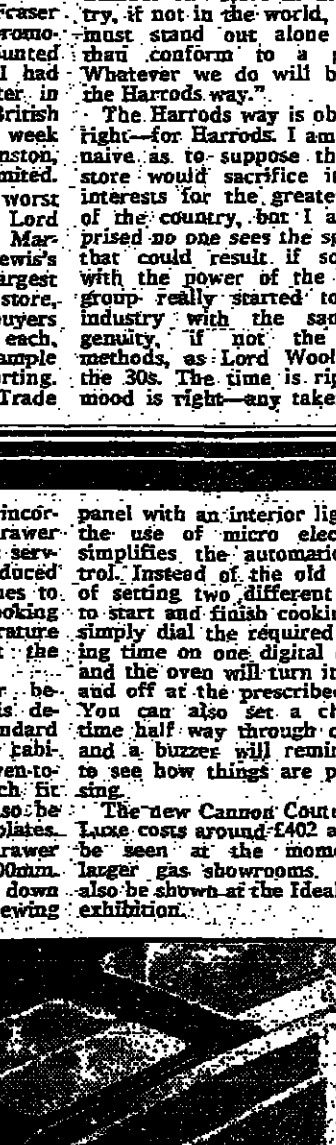 Fraser
promo-
unted
I had
ter in
British
week
nston,
mited.
worst
Lord
Mar-
ewis's
argest
store,
buyers
each,
ample
rting.
Trade
try, if not in the world,
must stand out alone
than conform to a
Whatever we do will b
the Harrods way."
The Harrods way is ob
right—for Harrods. I am
naive as to suppose th
store would sacrifice i
interests for the greate
of the country, but I a
prised no one sees the s
that could result if so
with the power of the
group really started to
industry with the sa
genuity, if not the
methods, as Lord Wool
the 30s. The time is ri
mood is right—any take
incor-
rawer
serv-
duced
ues to
ooking
rature
t the
r be-
is de-
ndard
cabi-
ven-to-
ch fit
so be
plates.
rawer
00mm.
down
ewing
panel with an interior lig
the use of micro elec
simplifies the automati
trol. Instead of the old
of setting two different
to start and finish cookin
simply dial the required
ing time on one digital
and the oven will turn i
and off at the prescribe
You can also set a ch
time half way through c
and a buzzer will remin
to see how things are p
sing.
The new Cannon Cout
Luxe costs around £402 a
be seen at the mom
larger gas showrooms.
also be shown at the Idea
exhibition.